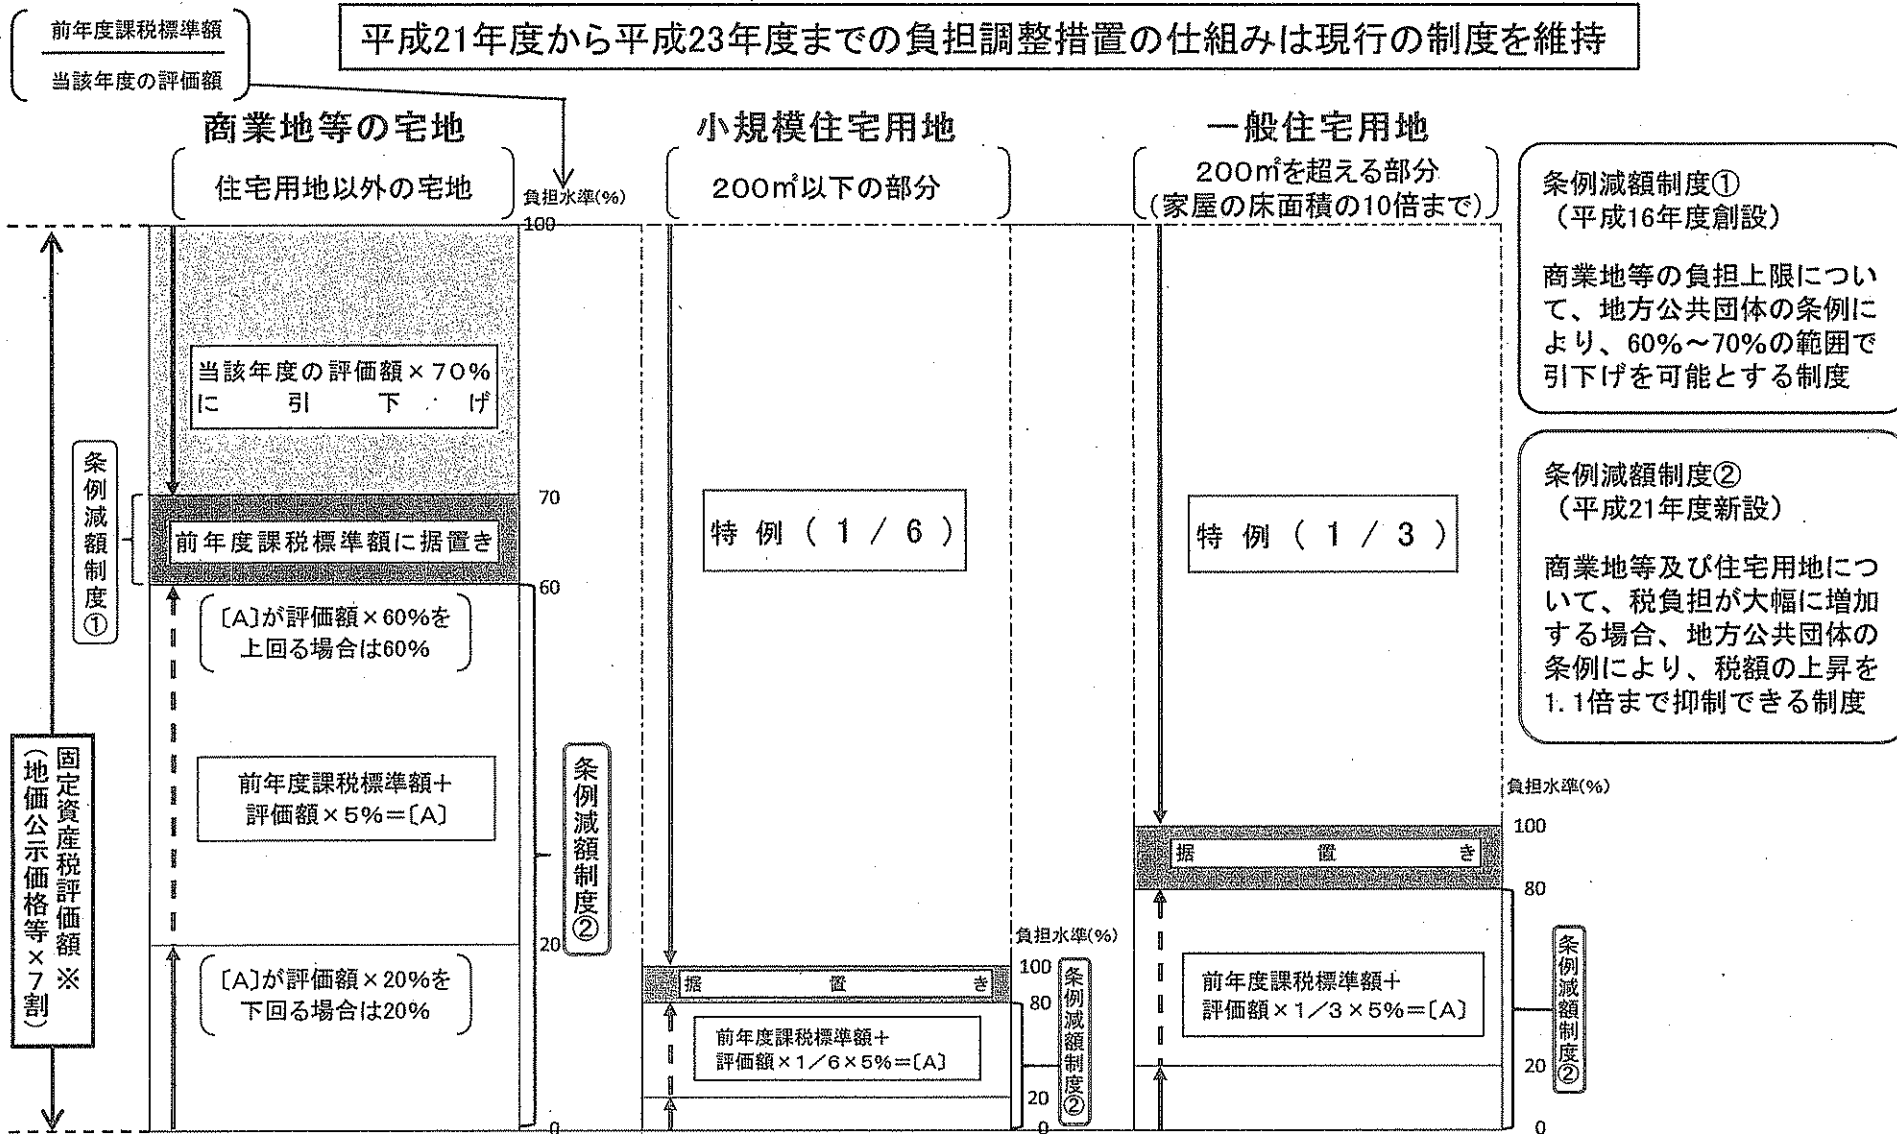 前年度課税標準額
当該年度の評価額
平成21年度から平成23年度までの負担調整措置の仕組みは現行の制度を維持
商業地等の宅地
住宅用地以外の宅地
負担水準(%)
100
当該年度の評価額×70%
に引下げ
70
前年度課税標準額に据置き
60
〔A〕が評価額×60%を
上回る場合は60%
前年度課税標準額+
評価額×5%=〔A〕
20
〔A〕が評価額×20%を
下回る場合は20%
0
条例減額制度①
条例減額制度②
固定資産税評価額 ※
(地価公示価格等×7割)
小規模住宅用地
200㎡以下の部分
特例(1/6)
負担水準(%)
100
据置き
80
前年度課税標準額+
評価額×1/6×5%=〔A〕
20
0
条例減額制度②
一般住宅用地
200㎡を超える部分
(家屋の床面積の10倍まで)
特例(1/3)
負担水準(%)
100
据置き
80
前年度課税標準額+
評価額×1/3×5%=〔A〕
20
0
条例減額制度②
条例減額制度①
(平成16年度創設)
商業地等の負担上限につい
て、地方公共団体の条例に
より、60%~70%の範囲で
引下げを可能とする制度
条例減額制度②
(平成21年度新設)
商業地等及び住宅用地につ
いて、税負担が大幅に増加
する場合、地方公共団体の
条例により、税額の上昇を
1.1倍まで抑制できる制度